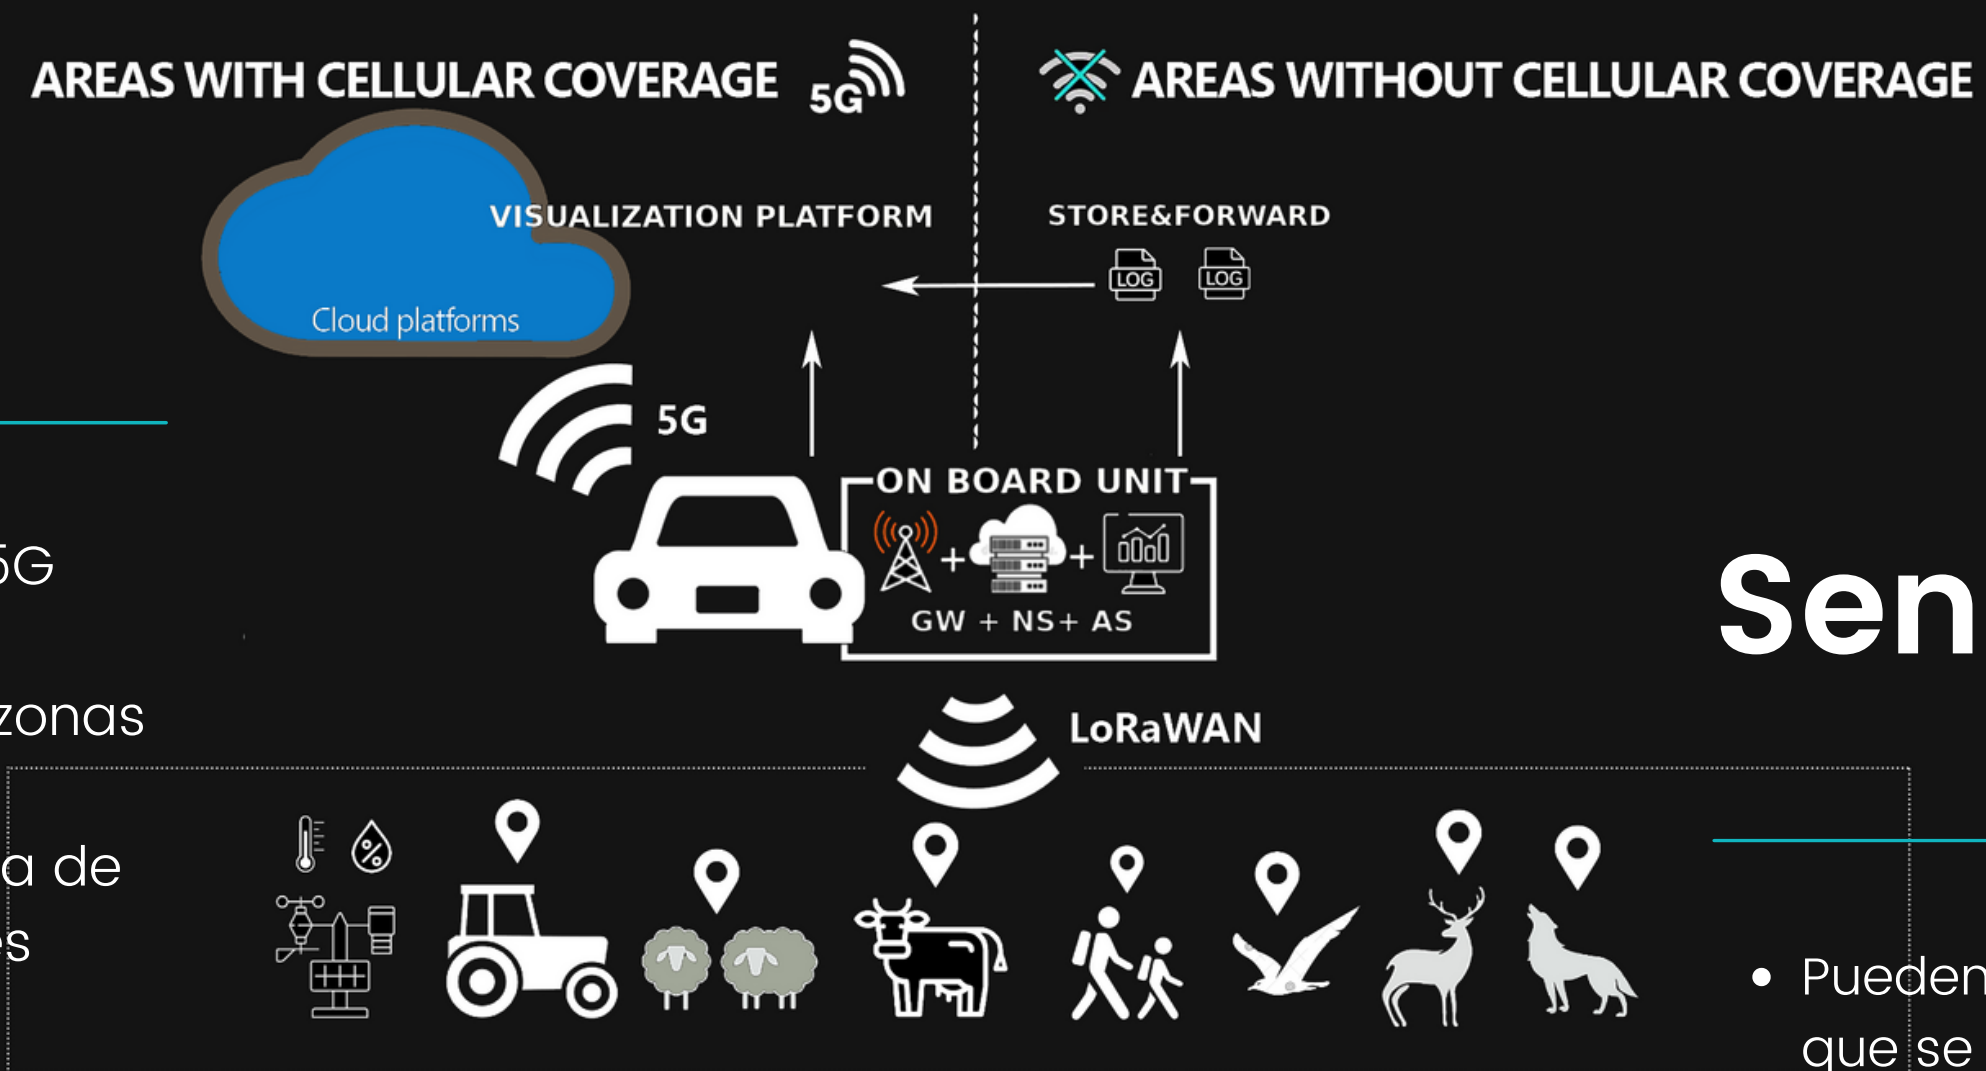 AREAS WITH CELLULAR COVERAGE 5G
AREAS WITHOUT CELLULAR COVERAGE
VISUALIZATION PLATFORM
STORE&FORWARD
LOG LOG
Cloud platforms
5G
ON BOARD UNIT
GW + NS+ AS
LoRaWAN
5G
zonas
a de
es
Sen
• Pueden
que se